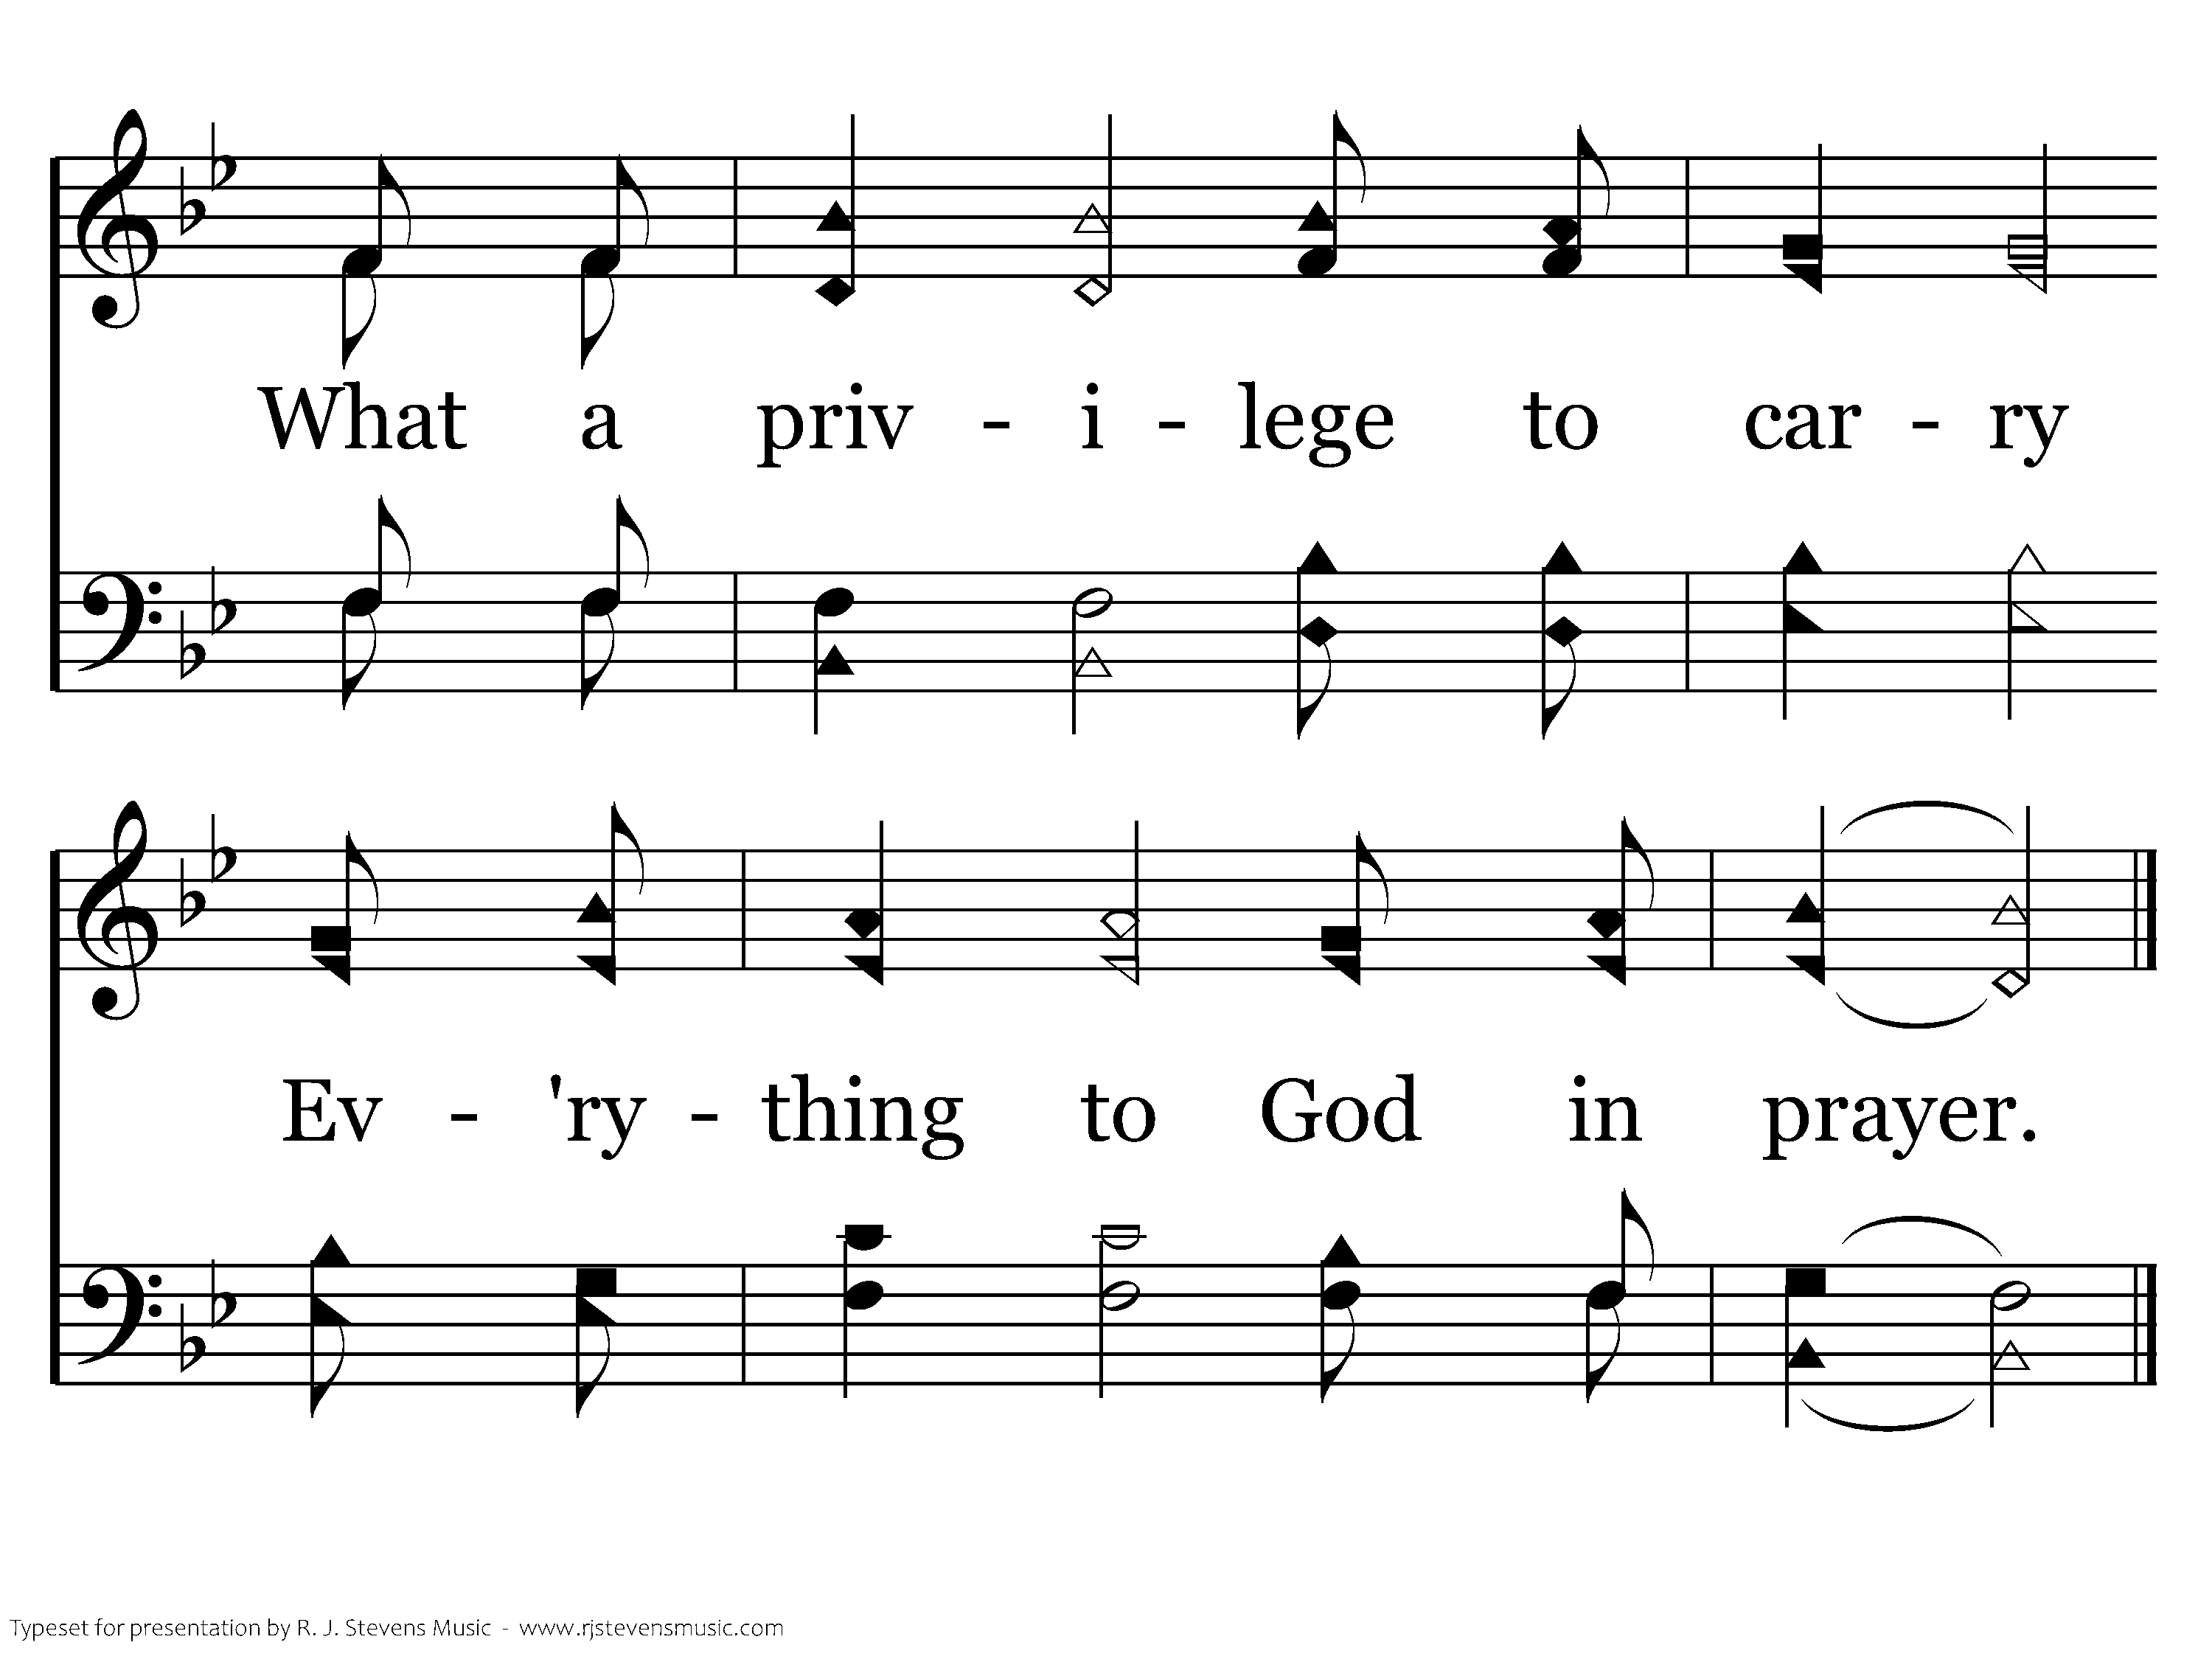 What a priv - i - lege to car - ry
Ev - 'ry - thing to God in prayer.
Typeset for presentation by R. J. Stevens Music - www.rjstevensmusic.com